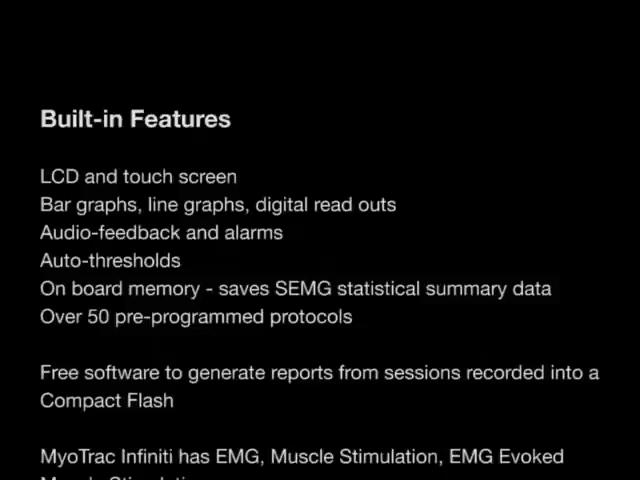 Built-in Features
LCD and touch screen
Bar graphs, line graphs, digital read outs
Audio-feedback and alarms
Auto-thresholds
On board memory - saves SEMG statistical summary data
Over 50 pre-programmed protocols
Free software to generate reports from sessions recorded into a
Compact Flash
MyoTrac Infiniti has EMG, Muscle Stimulation, EMG Evoked